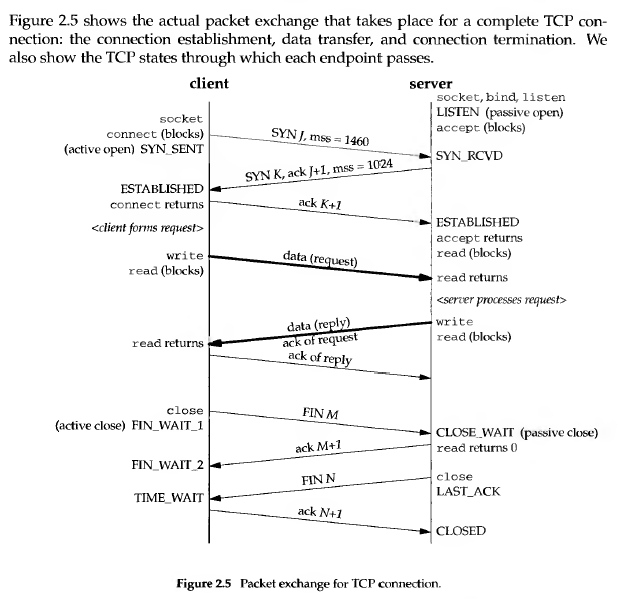 Figure 2.5 shows the actual packet exchange that takes place for a complete TCP con-
nection: the connection establishment, data transfer, and connection termination. We
also show the TCP states through which each endpoint passes.
client
server
socket, bind, listen
LISTEN (passive open)
accept (blocks)
socket
connect (blocks)
(active open) SYN_SENT
SYN J, mss = 1460
SYN_RCVD
SYN K, ack J+1, mss = 1024
ESTABLISHED
connect returns
ack K+1
<client forms request>
ESTABLISHED
accept returns
read (blocks)
write
read (blocks)
data (request)
read returns
<server processes request>
write
read (blocks)
data (reply)
ack of request
read returns
ack of reply
close
(active close) FIN_WAIT_1
FIN M
CLOSE_WAIT (passive close)
read returns 0
ack M+1
FIN_WAIT_2
close
LAST_ACK
FIN N
TIME_WAIT
ack N+1
CLOSED
Figure 2.5 Packet exchange for TCP connection.